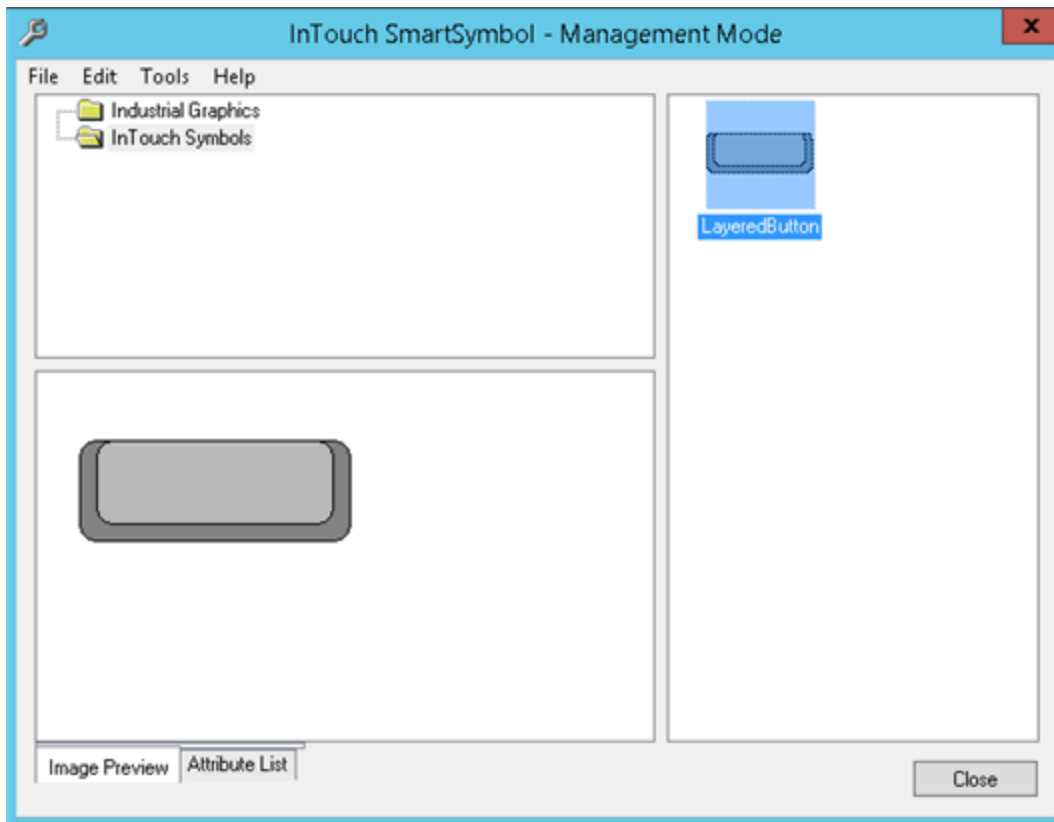 InTouch SmartSymbol - Management Mode
x
File Edit Tools Help
Industrial Graphics
InTouch Symbols
LayeredButton
Image Preview
Attribute List
Close